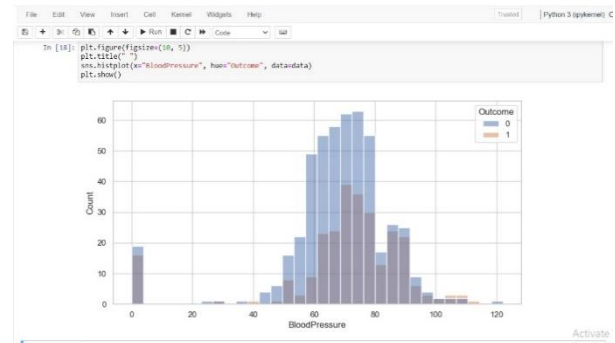 File Edit View Insert Cell Kernel Widgets Help Trusted Python 3 (ipykernel)
Run Code
In [18]: plt.figure(figsize=(10, 5))
plt.title(" ")
sns.histplot(x="BloodPressure", hue="Outcome", data=data)
plt.show()
Outcome
0
1
60
50
40
30
20
10
0
Count
0 20 40 60 80 100 120
BloodPressure
Activate